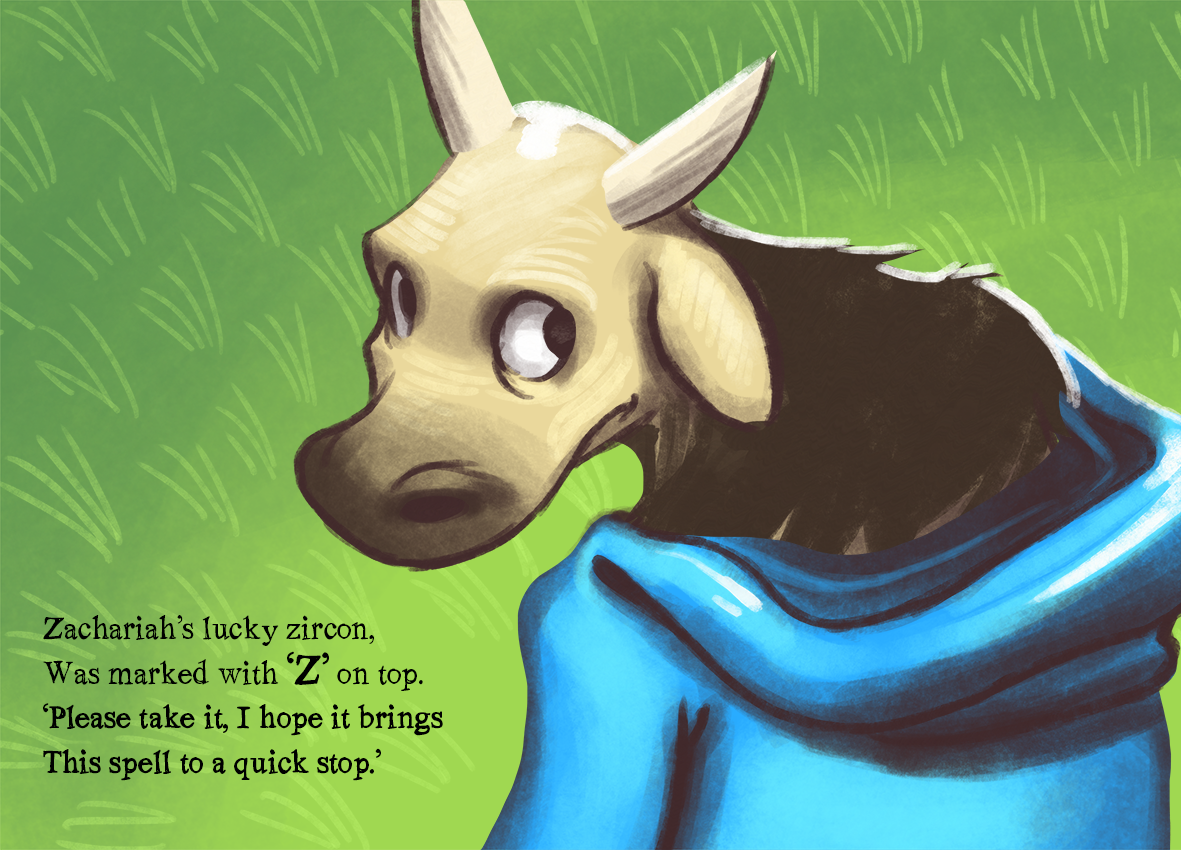 Zachariah's lucky zircon,
Was marked with ‘Z’ on top.
‘Please take it, I hope it brings
This spell to a quick stop.’